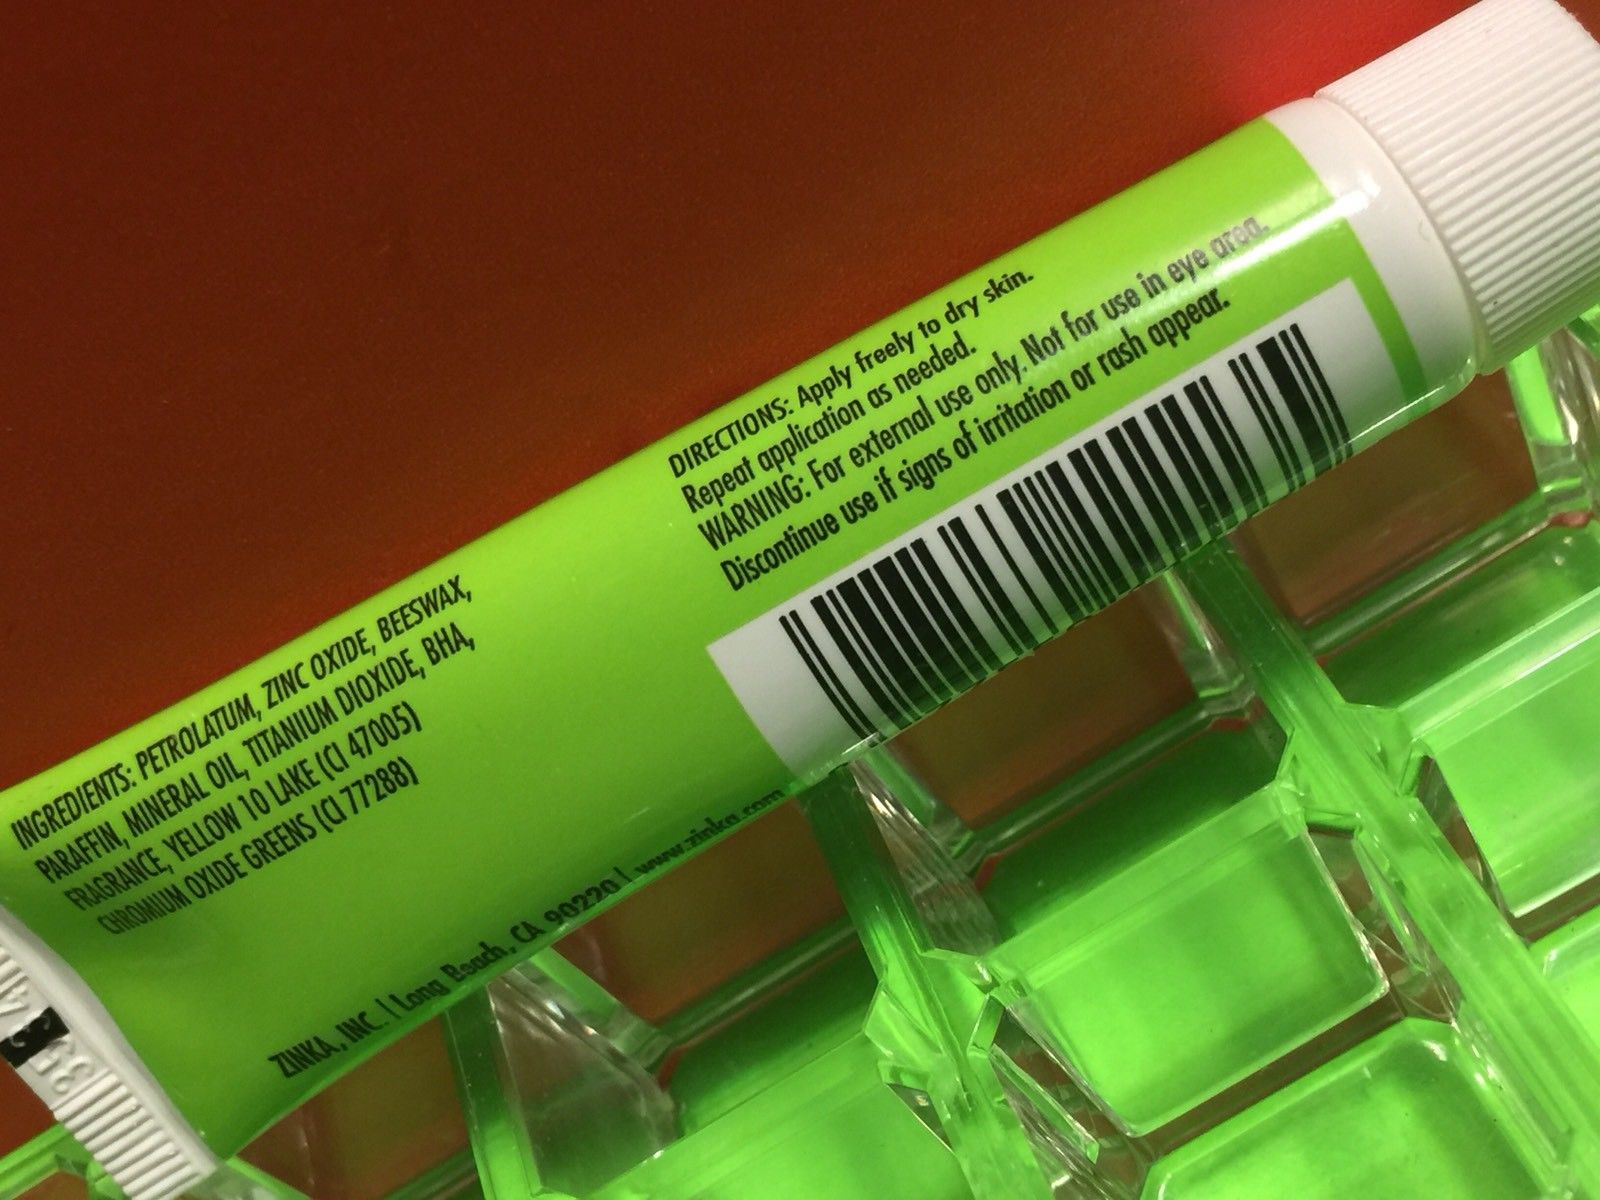 DIRECTIONS: Apply freely to dry skin.
Repeat application as needed.
WARNING: For external use only. Not for use in eye area.
Discontinue use if signs of irritation or rash appear.
INGREDIENTS: PETROLATUM, ZINC OXIDE, BEESWAX,
PARAFFIN, MINERAL OIL, TITANIUM DIOXIDE, BHA,
FRAGRANCE, YELLOW 10 LAKE (CI 47005)
CHROMIUM OXIDE GREENS (CI 77288)
ZINKA, INC. | Long Beach, CA 90220 | www.zinka.com